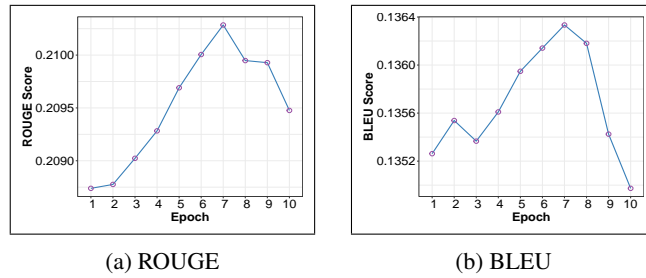 0.2100
0.2095
0.2090
ROUGE Score
1 2 3 4 5 6 7 8 9 10
Epoch
(a) ROUGE
0.1364
0.1360
0.1356
0.1352
BLEU Score
1 2 3 4 5 6 7 8 9 10
Epoch
(b) BLEU